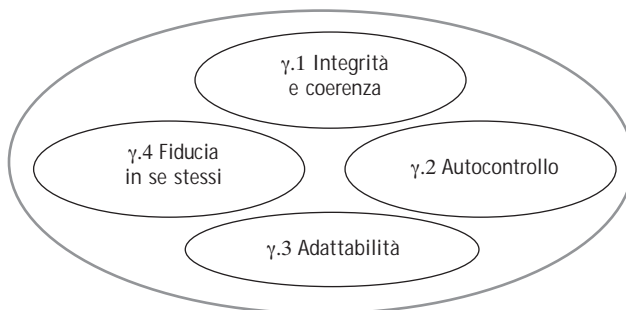 γ.1 Integrità
e coerenza
γ.4 Fiducia
in se stessi
γ.2 Autocontrollo
γ.3 Adattabilità